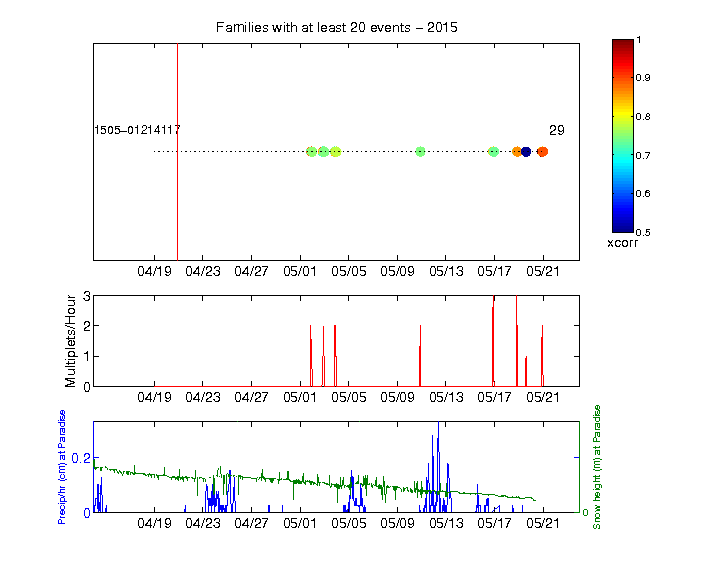 Families with at least 20 events − 2015
1505−01214117
29
04/19 04/23 04/27 05/01 05/05 05/09 05/13 05/17 05/21
1
0.9
0.8
0.7
0.6
0.5
xcorr
Multiplets/Hour
3
2
1
0
04/19 04/23 04/27 05/01 05/05 05/09 05/13 05/17 05/21
Precip/hr (cm) at Paradise
0.2
0
04/19 04/23 04/27 05/01 05/05 05/09 05/13 05/17 05/21
0
Snow height (m) at Paradise